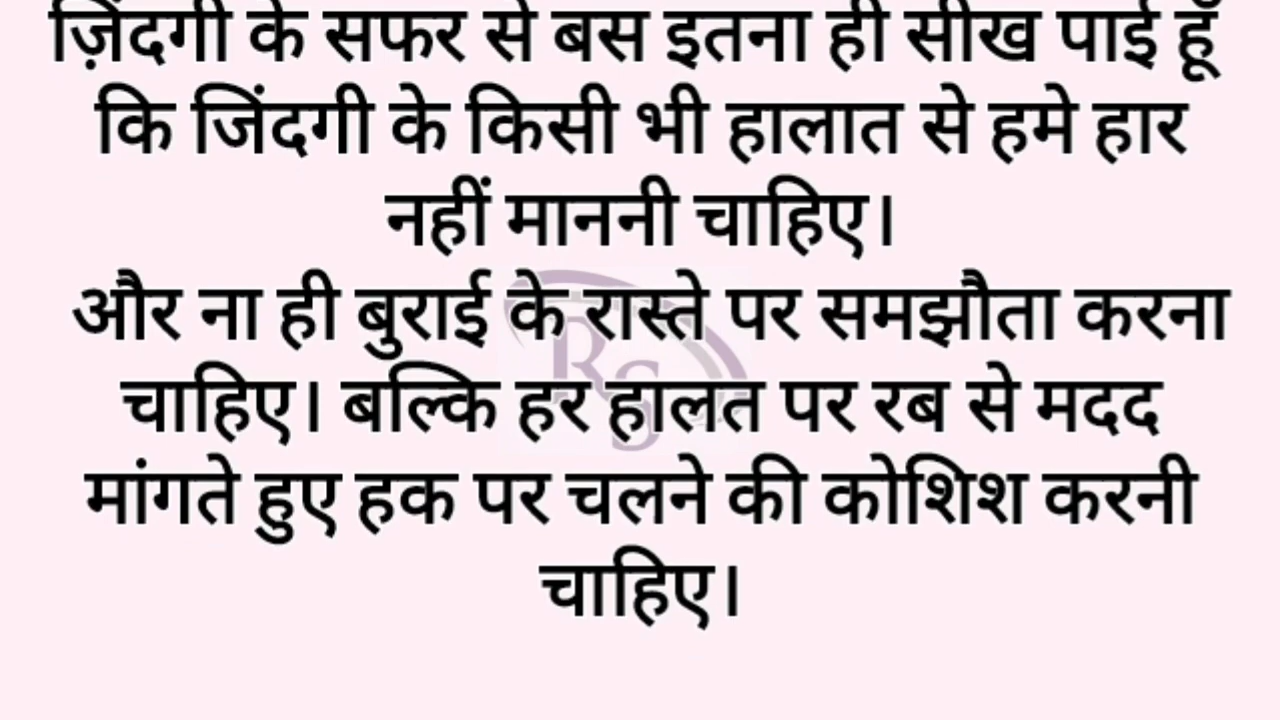 ज़िंदगी के सफर से बस इतना ही सीख पाई हूँ
कि जिंदगी के किसी भी हालात से हमे हार
नहीं माननी चाहिए।
और ना ही बुराई के रास्ते पर समझौता करना
चाहिए। बल्कि हर हालत पर रब से मदद
मांगते हुए हक पर चलने की कोशिश करनी
चाहिए।
RSS